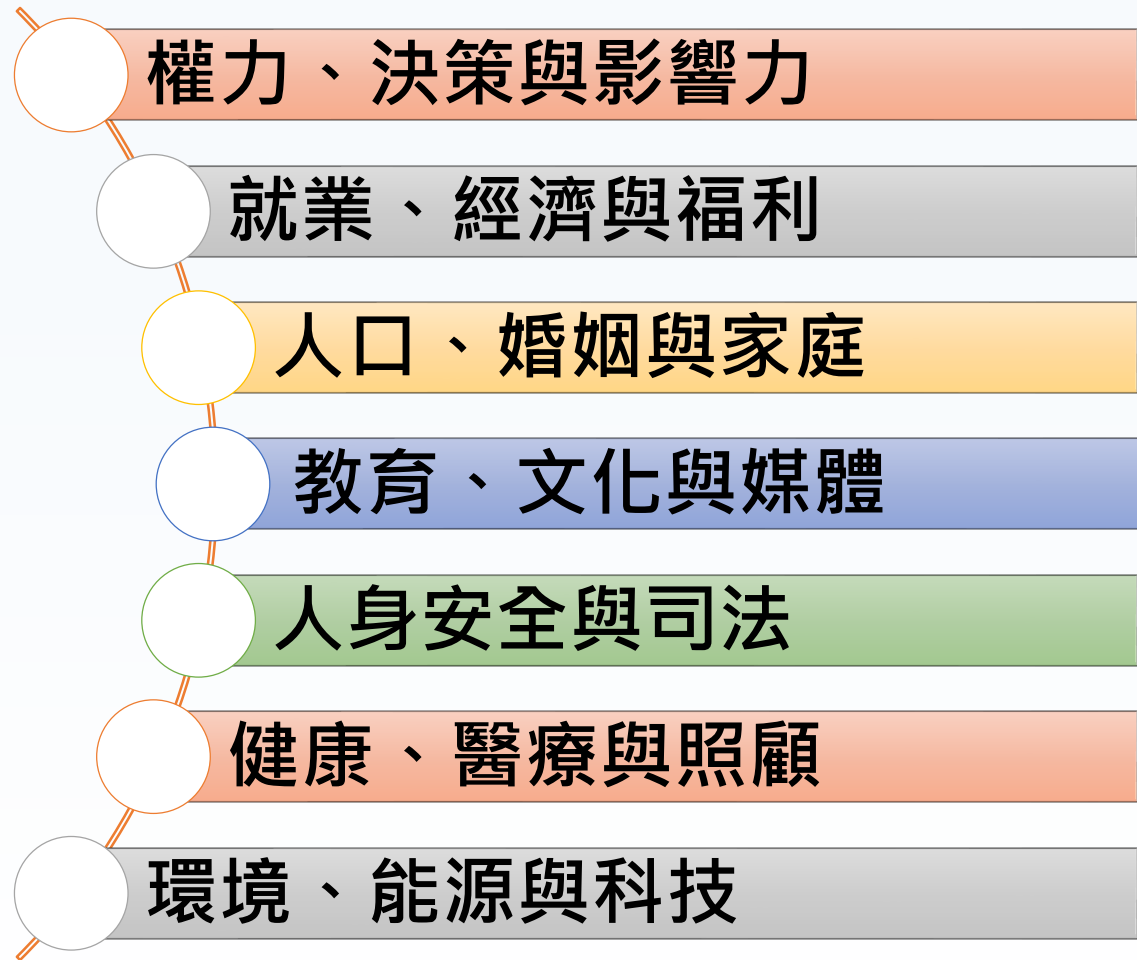 權力、決策與影響力
就業、經濟與福利
人口、婚姻與家庭
教育、文化與媒體
人身安全與司法
健康、醫療與照顧
環境、能源與科技